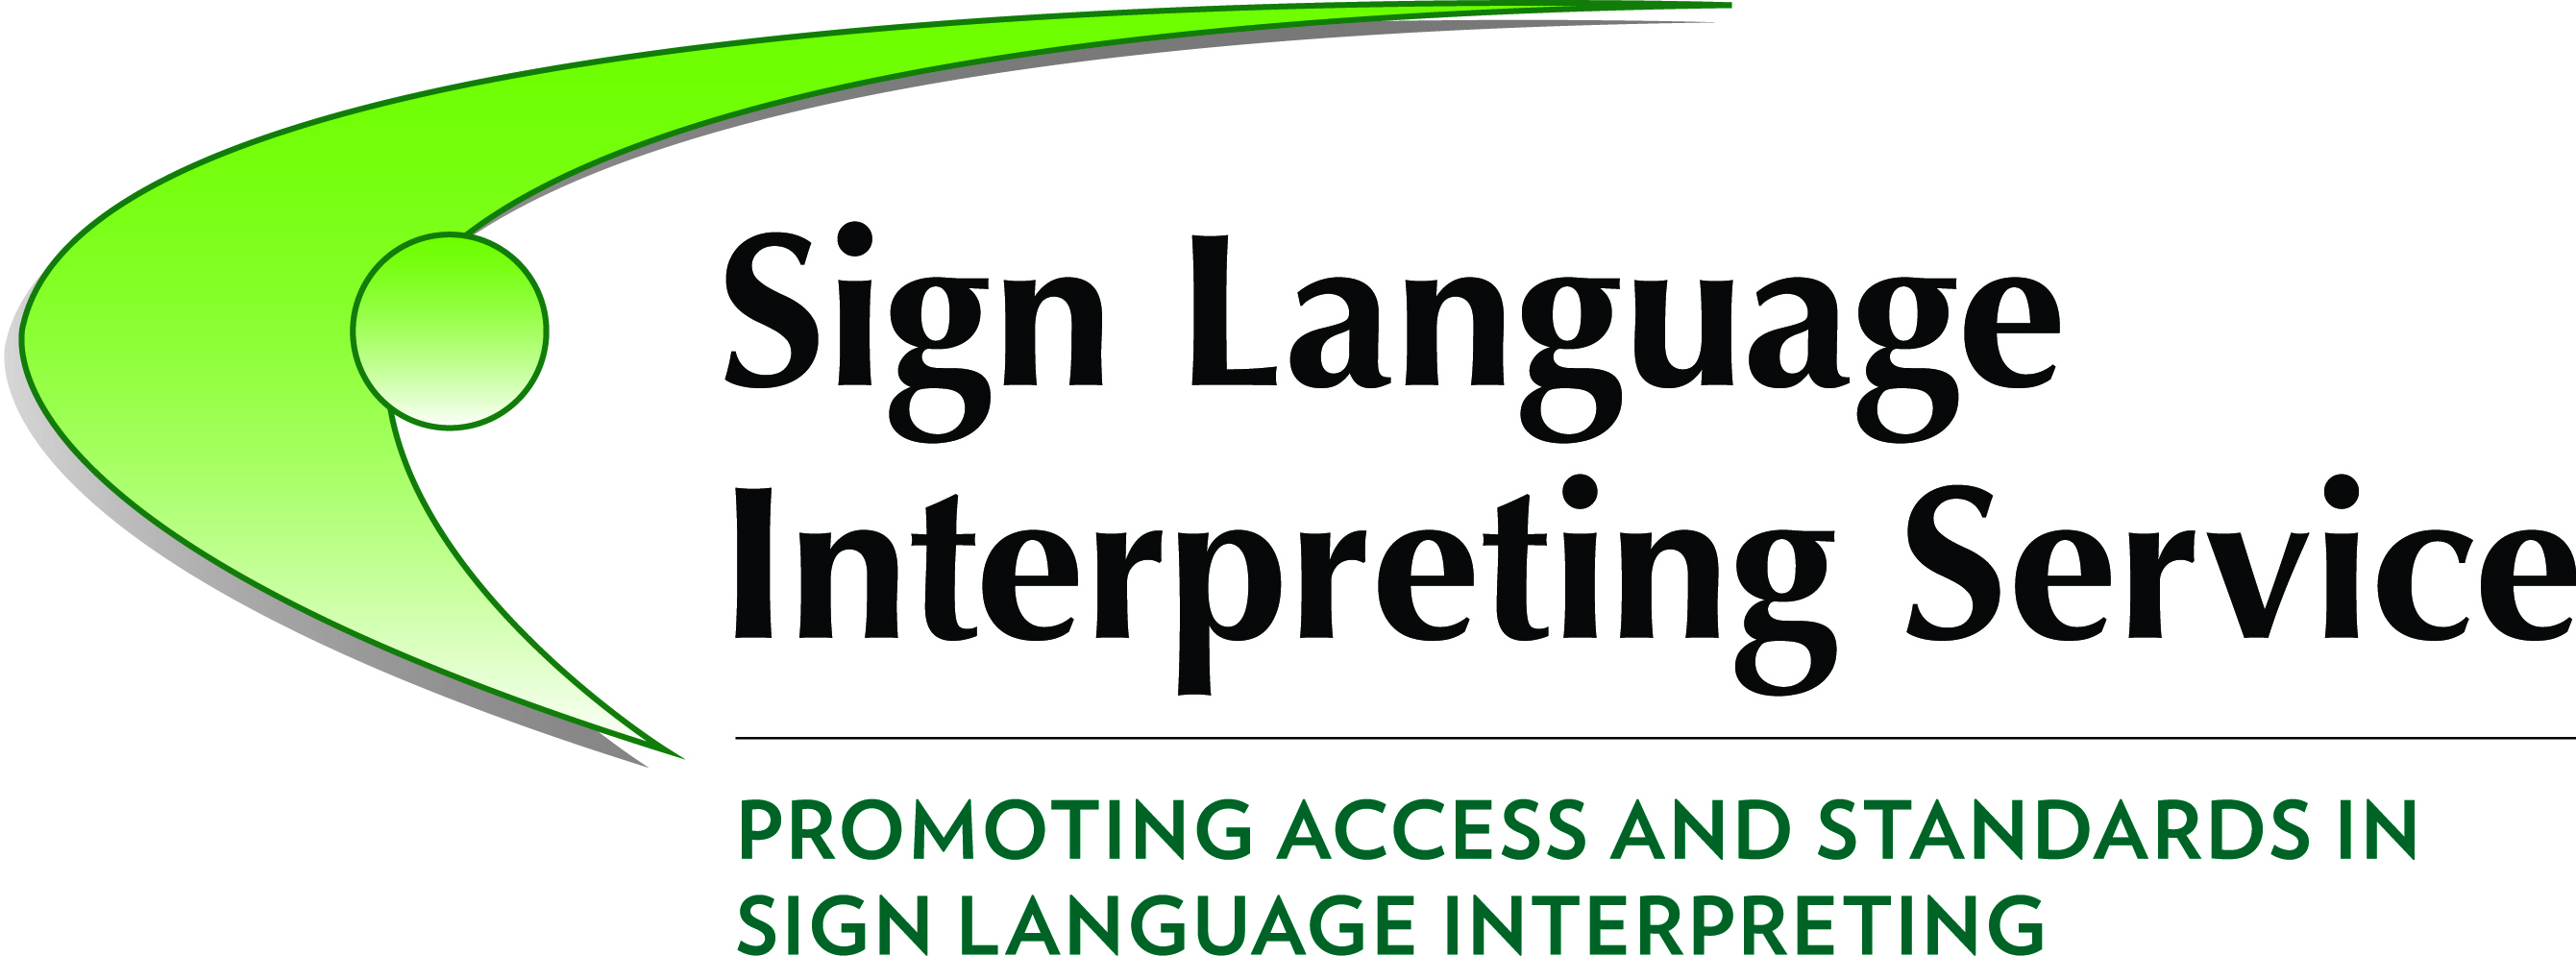 Sign Language
Interpreting Service
PROMOTING ACCESS AND STANDARDS IN
SIGN LANGUAGE INTERPRETING